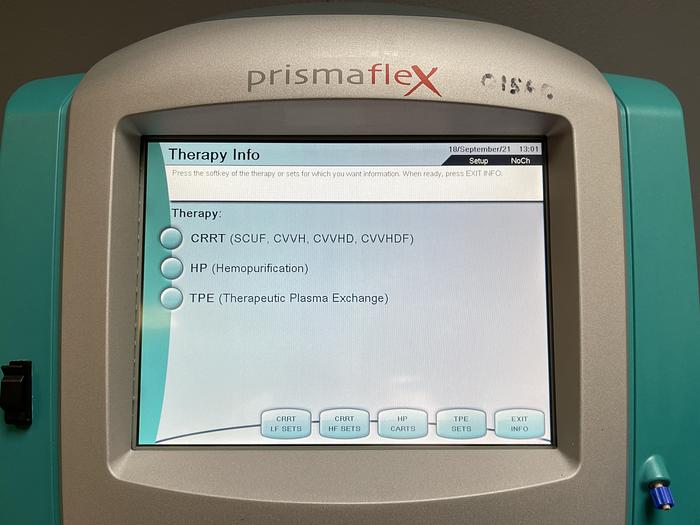 prismaflex
Therapy Info
18/September/21 13:01
Setup NoCh
Press the softkey of the therapy or sets for which you want information. When ready, press EXIT INFO.
Therapy:
CRRT (SCUF, CVVH, CVVHD, CVVHDF)
HP (Hemopurification)
TPE (Therapeutic Plasma Exchange)
CRRT LF SETS
CRRT HF SETS
HP CARTS
TPE SETS
EXIT INFO